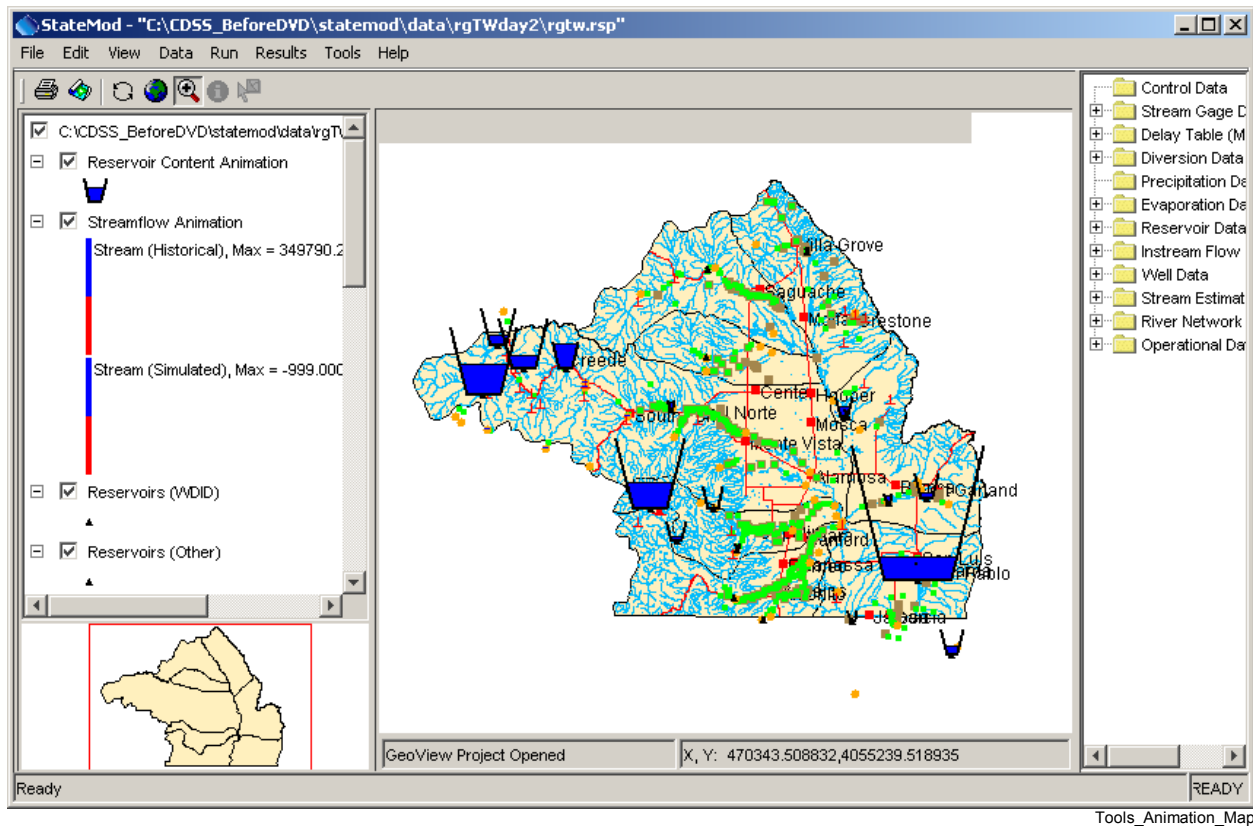 StateMod - "C:\CDSS_BeforeDVD\statemod\data\rgTWday2\rgtw.rsp"
File Edit View Data Run Results Tools Help
C:\CDSS_BeforeDVD\statemod\data\rgT\
Reservoir Content Animation
Streamflow Animation
Stream (Historical), Max = 349790.2
Stream (Simulated), Max = -999.000
Reservoirs (WDID)
Reservoirs (Other)
Villa Grove
Saguache
Crestone
Creede
Center
Hooper
South
Norte
Mosca
Monte Vista
Alamosa
Garland
San Luis
Pablo
GeoView Project Opened
X, Y: 470343.508832,4055239.518935
Control Data
Stream Gage D
Delay Table (M
Diversion Data
Precipitation Da
Evaporation Da
Reservoir Data
Instream Flow
Well Data
Stream Estimat
River Network
Operational Da
Ready
READY
Tools_Animation_Map